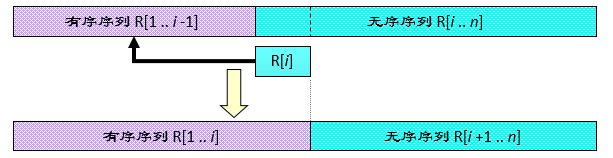 有序序列 R[1 .. i -1] 无序序列 R[i .. n]
R[i]
有序序列 R[1 .. i] 无序序列 R[i +1 .. n]